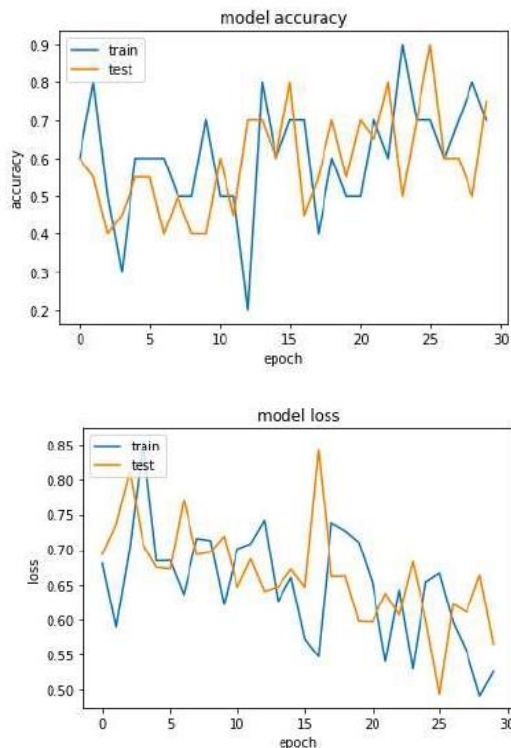 model accuracy
train
test
0.9
0.8
0.7
0.6
0.5
0.4
0.3
0.2
accuracy
0 5 10 15 20 25 30
epoch
model loss
train
test
0.85
0.80
0.75
0.70
0.65
0.60
0.55
0.50
loss
0 5 10 15 20 25 30
epoch